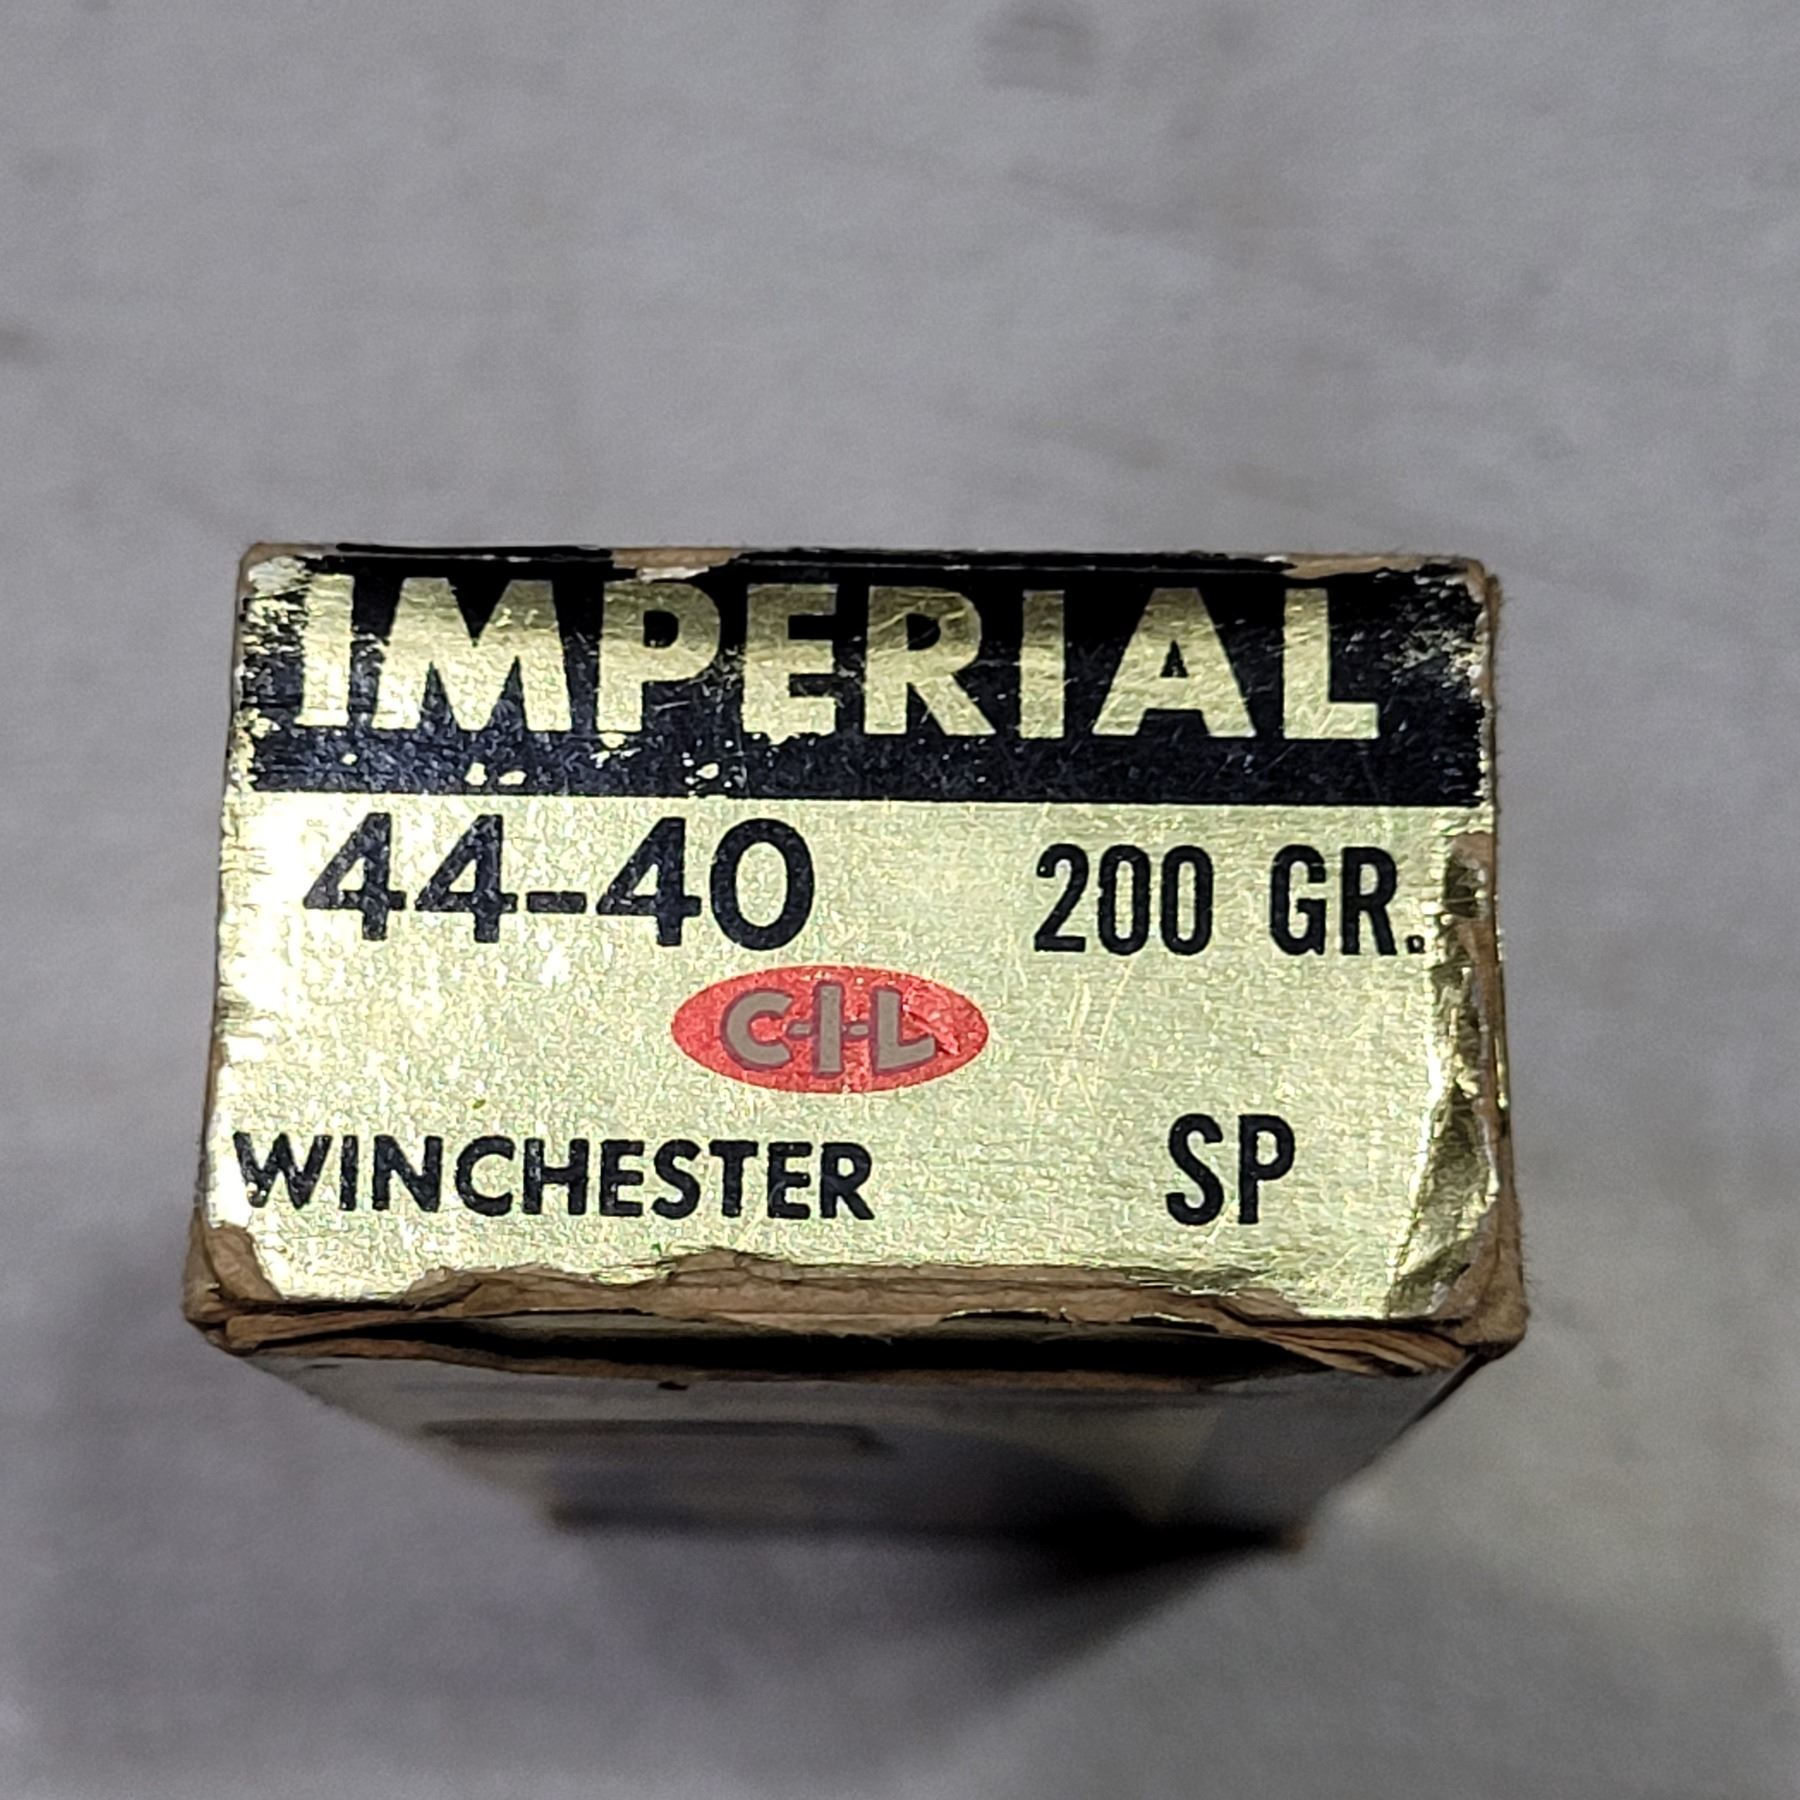 IMPERIAL
44-40 200 GR.
C-I-L
WINCHESTER SP